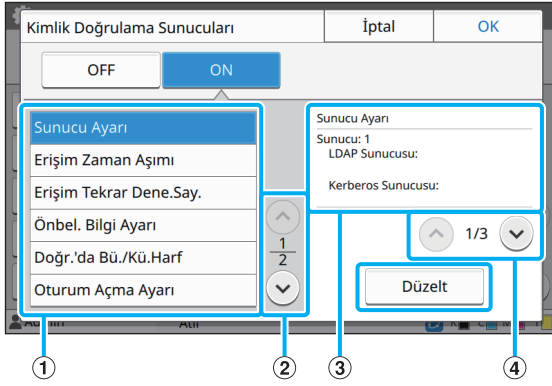 Kimlik Doğrulama Sunucuları
İptal
OK
OFF
ON
Sunucu Ayarı
Erişim Zaman Aşımı
Erişim Tekrar Dene.Say.
Önbel. Bilgi Ayarı
Doğr.'da Bü./Kü.Harf
Oturum Açma Ayarı
1
2
Sunucu Ayarı
Sunucu: 1
LDAP Sunucusu:
Kerberos Sunucusu:
1/3
Düzelt
1
2
3
4